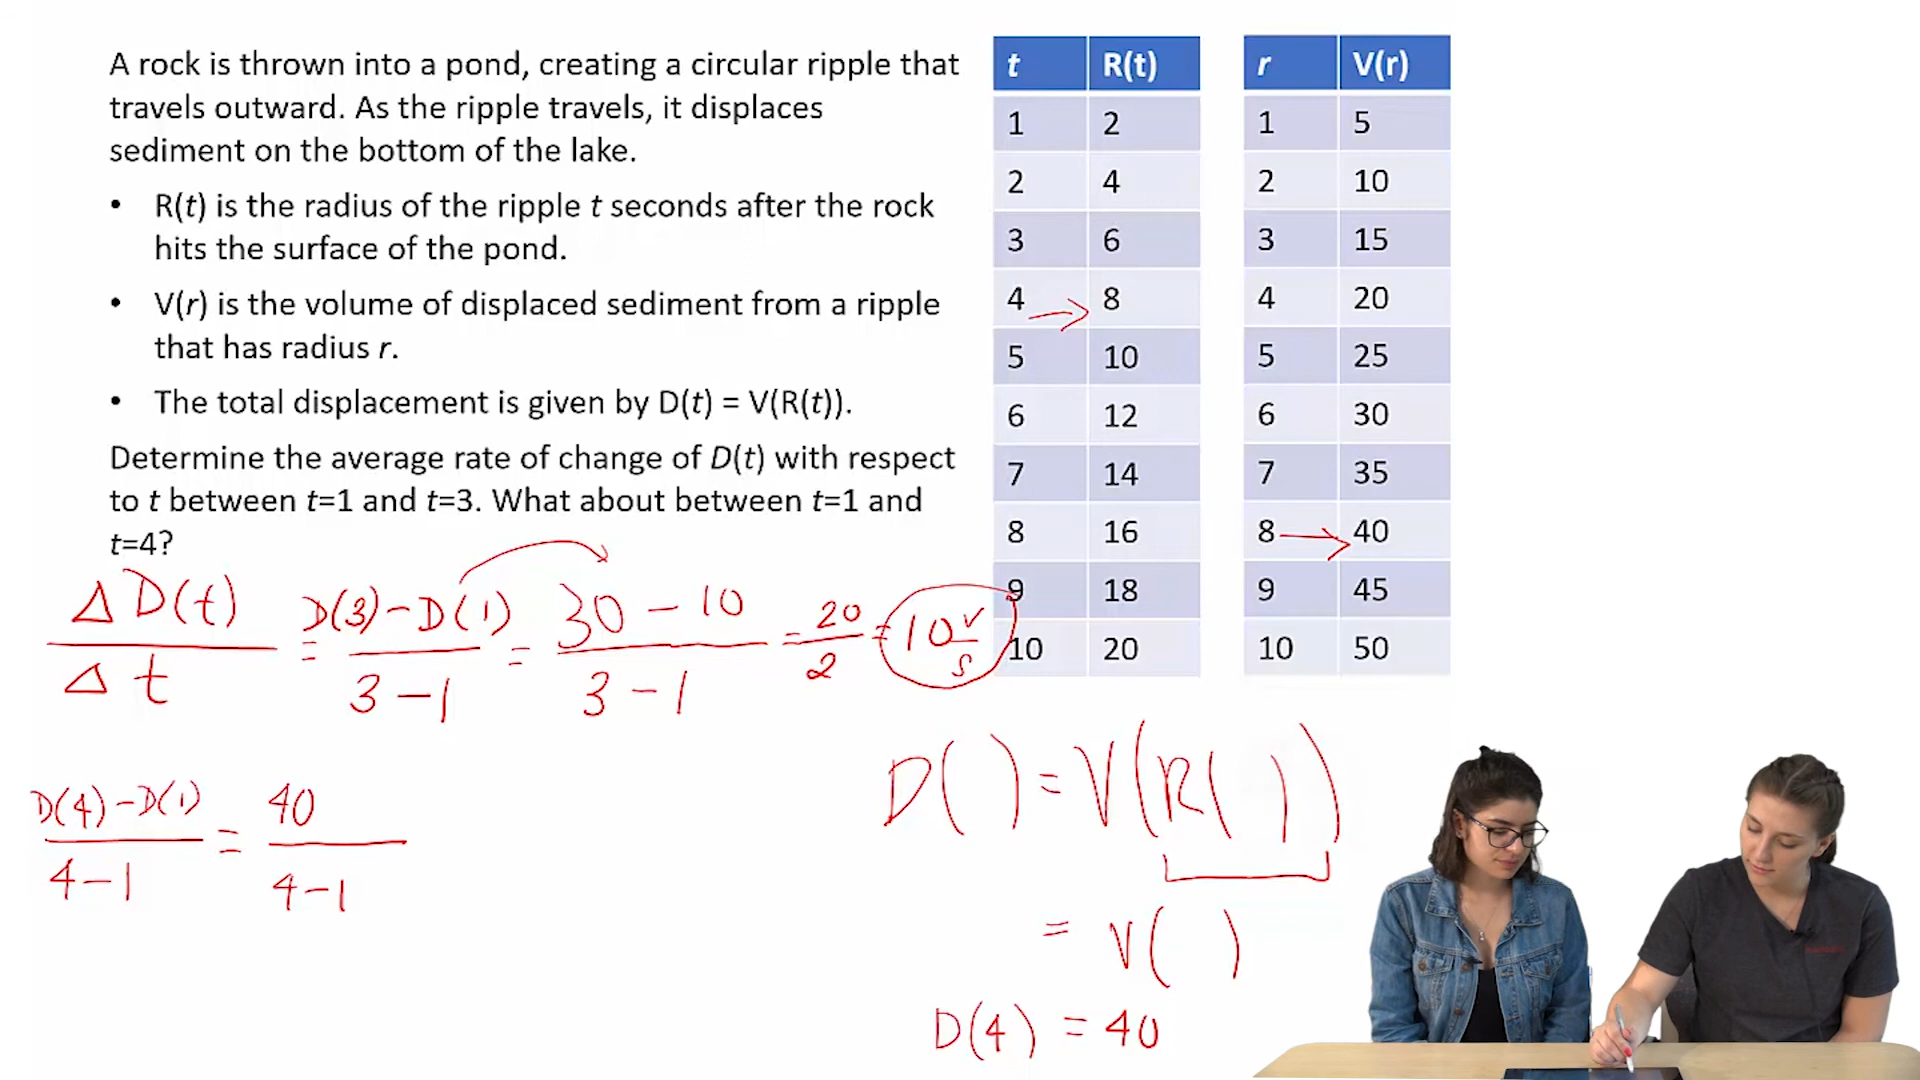 A rock is thrown into a pond, creating a circular ripple that
travels outward. As the ripple travels, it displaces
sediment on the bottom of the lake.
• R(t) is the radius of the ripple t seconds after the rock
hits the surface of the pond.
• V(r) is the volume of displaced sediment from a ripple
that has radius r.
• The total displacement is given by D(t) = V(R(t)).
Determine the average rate of change of D(t) with respect
to t between t=1 and t=3. What about between t=1 and
t=4?
t R(t)
1 2
2 4
3 6
4 → 8
5 10
6 12
7 14
8 16
9 18
10 20
r V(r)
1 5
2 10
3 15
4 20
5 25
6 30
7 35
8 → 40
9 45
10 50
Δ D(t) / Δ t = D(3) - D(1) / 3 - 1 = 30 - 10 / 3 - 1 = 20 / 2 = 10 v/s
D(4) - D(1) / 4 - 1 = 40 / 4 - 1
D( ) = V(R( ))
= V( )
D(4) = 40